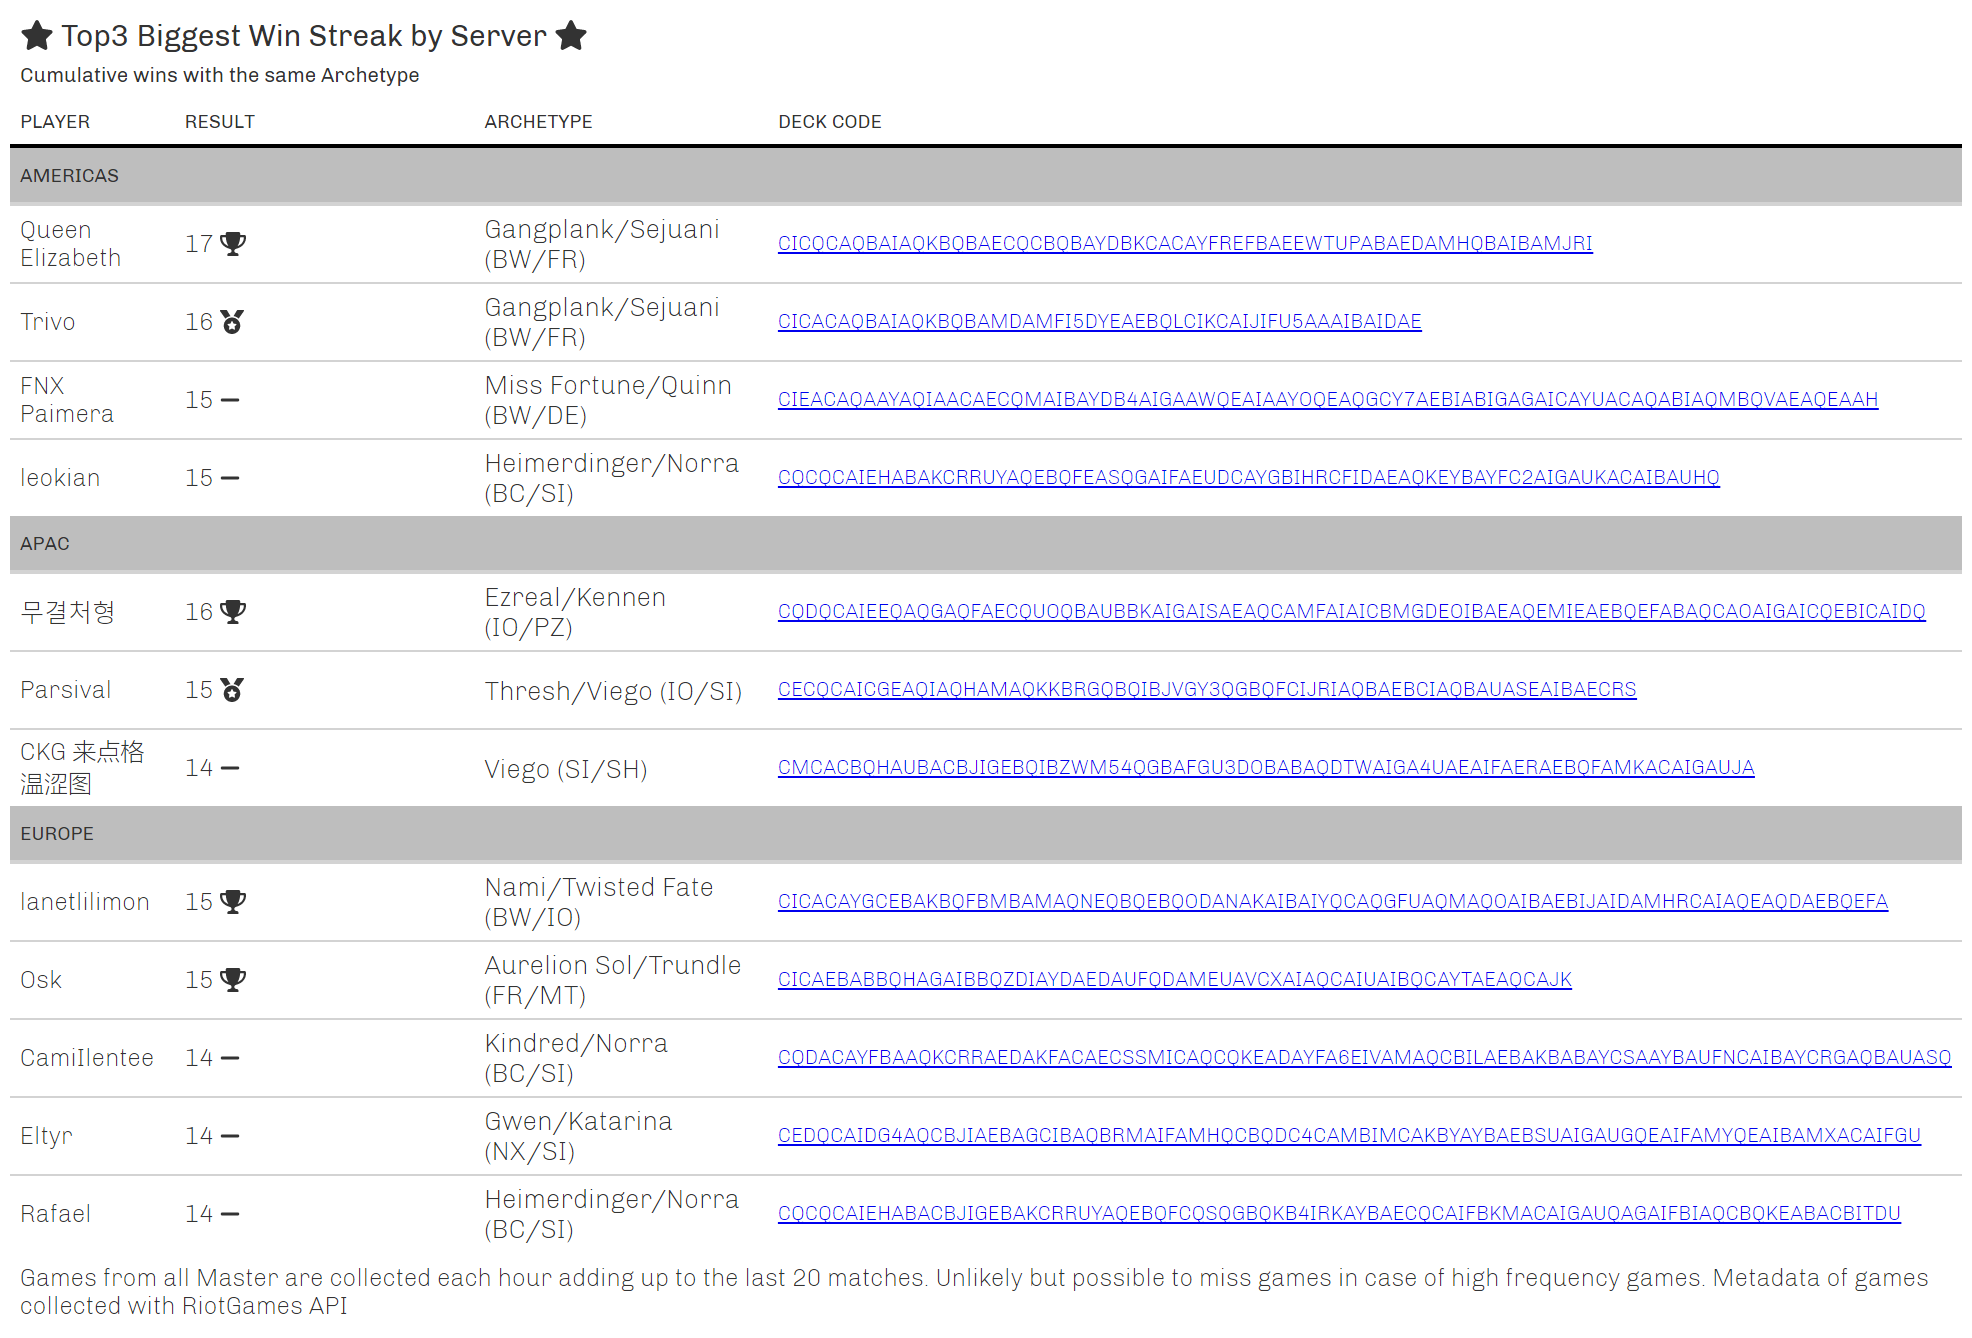 Top3 Biggest Win Streak by Server
Cumulative wins with the same Archetype
PLAYER RESULT ARCHETYPE DECK CODE
AMERICAS
Queen Elizabeth 17 Gangplank/Sejuani (BW/FR) CICQCAQBAIAQKBQBAECQCBQBAYDBKCACAYFREFBAEEWTUPABAEDAMHQBAIBAMJRI
Trivo 16 Gangplank/Sejuani (BW/FR) CICACAQBAIAQKBQBAMDAMFI5DYEAEBQLCIKCAIJIFU5AAAIBAIDAE
FNX Paimera 15 Miss Fortune/Quinn (BW/DE) CIEACAQAAYAQIAACAECQMAIBAYDB4AIGAAWQEAIAAYOQEAQGCY7AEBIABIGAGAICAYUACAQABIAQMBQVAEAQEAAH
leokian 15 Heimerdinger/Norra (BC/SI) CQCQCAIEHABAKCRRUYAQEBQFEASQGAIFAEUDCAYGBIHRCFIDAEAQKEYBAYFC2AIGAUKACAIBAUHQ
APAC
무결처형 16 Ezreal/Kennen (IO/PZ) CQDQCAIEEQAQGAQFAECQUOQBAUBBKAIGAISAEAQCAMFAIAICBMGDEOIBAEAQEMIEAEBQEFABAQCAOAIGAICQEBICAIDQ
Parsival 15 Thresh/Viego (IO/SI) CECQCAICGEAQIAQHAMAQKKBRGQBQIBJVGY3QGBQFCIJRIAQBAEBCIAQBAUASEAIBAECRS
CKG 来点格温涩图 14 Viego (SI/SH) CMCACBQHAUBACBJIGEBQIBZWM54QGBAFGU3DOBABAQDTWAIGA4UAEAIFAERAEBQFAMKACAIGAUJA
EUROPE
lanetlilimon 15 Nami/Twisted Fate (BW/IO) CICACAYGCEBAKBQFBMBAMAQNEQBQEBQODANAKAIBAIYQCAQGFUAQMAQOAIBAEBIJAIDAMHRCAIAQEAQDAEBQEFA
Osk 15 Aurelion Sol/Trundle (FR/MT) CICAEBABBQHAGAIBBQZDIAYDAEDAUFQDAMEUAVCXAIAQCAIUAIBQCAYTAEAQCAJK
CamiIlentee 14 Kindred/Norra (BC/SI) CQDACAYFBAAQKCRRAEDAKFACAECSSMICAQCQKEADAYFA6EIVAMAQCBILAEBAKBABAYCSAAYBAUFNCAIBAYCRGAQBAUASQ
Eltyr 14 Gwen/Katarina (NX/SI) CEDQCAIDG4AQCBJIAEBAGCIBAQBRMAIFAMHQCBQDC4CAMBIMCAKBYAYBAEBSUAIGAUGQEAIFAMYQEAIBAMXACAIFGU
Rafael 14 Heimerdinger/Norra (BC/SI) CQCQCAIEHABACBJIGEBAKCRRUYAQEBQFCQSQGBQKB4IRKAYBAECQCAIFBKMACAIGAUQAGAIFBIAQCBQKEABACBITDU
Games from all Master are collected each hour adding up to the last 20 matches. Unlikely but possible to miss games in case of high frequency games. Metadata of games
collected with RiotGames API